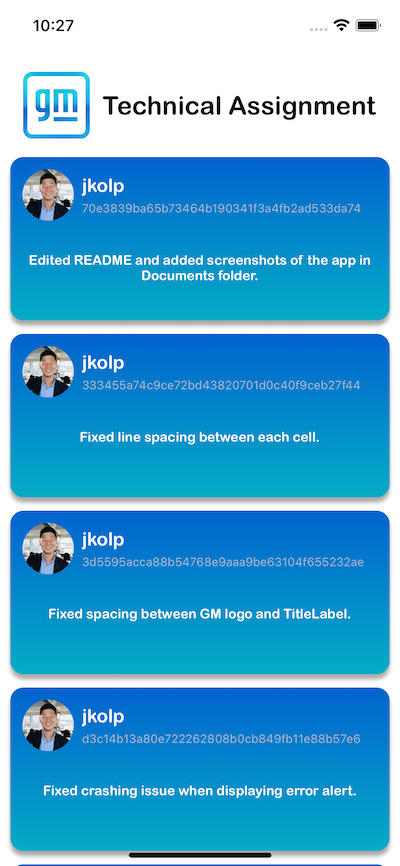 10:27
gm
Technical Assignment
jkolp
70e3839ba65b73464b190341f3a4fb2ad533da74
Edited README and added screenshots of the app in
Documents folder.
jkolp
333455a74c9ce72bd43820701d0c40f9ceb27f44
Fixed line spacing between each cell.
jkolp
3d5595acca88b54768e9aaa9be63104f655232ae
Fixed spacing between GM logo and TitleLabel.
jkolp
d3c14b13a80e722262808b0cb849fb11e88b57e6
Fixed crashing issue when displaying error alert.